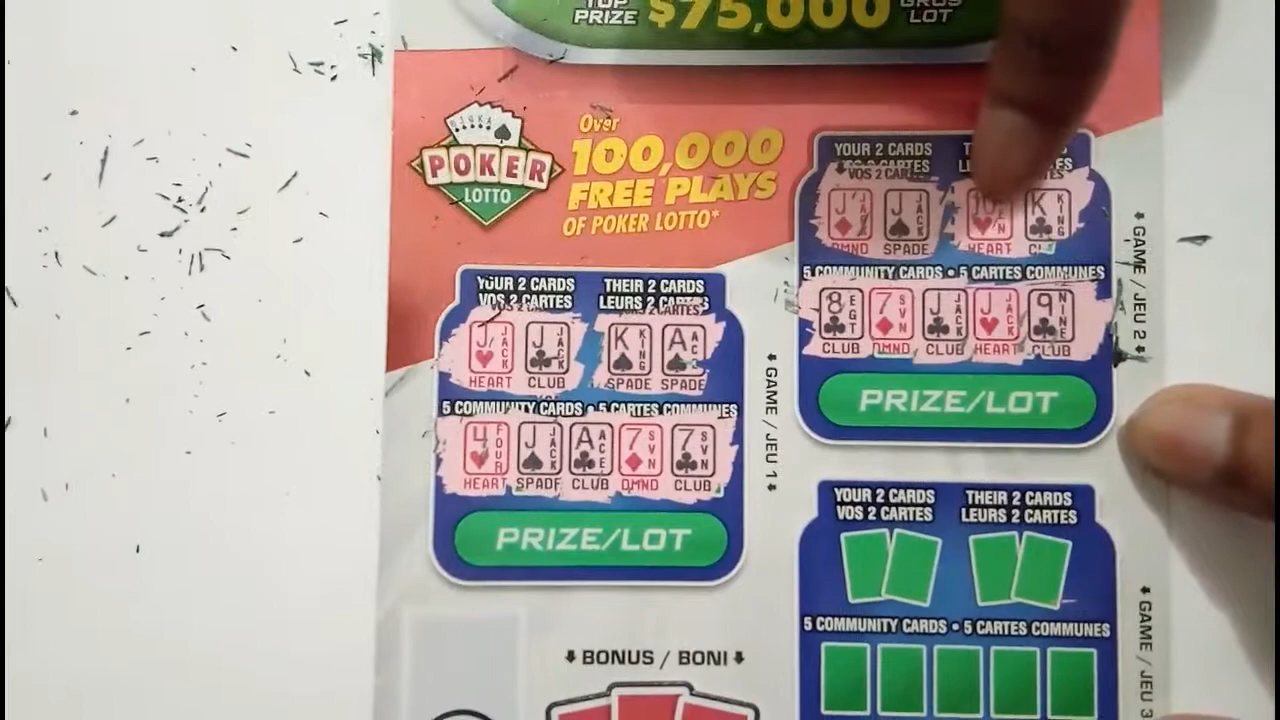 TOP PRIZE $75,000 GROS LOT
POKER
LOTTO
Over
100,000
FREE PLAYS
OF POKER LOTTO*
YOUR 2 CARDS
VOS 2 CARTES
VOS 2 CARTES
J JACK J JACK 10 K KING
DMND SPADE HEART
5 COMMUNITY CARDS • 5 CARTES COMMUNES
8 EGT 7 SVN J JACK J JACK 9 NINE
CLUB DMND CLUB HEART CLUB
PRIZE/LOT
GAME / JEU 2
YOUR 2 CARDS THEIR 2 CARDS
VOS 2 CARTES LEURS 2 CARTES
J JACK J JACK K KING A ACE
HEART CLUB SPADE SPADE
5 COMMUNITY CARDS • 5 CARTES COMMUNES
4 FOUR J JACK A ACE 7 SVN 7 SVN
HEART SPADE CLUB DMND CLUB
PRIZE/LOT
GAME / JEU 1
YOUR 2 CARDS THEIR 2 CARDS
VOS 2 CARTES LEURS 2 CARTES
5 COMMUNITY CARDS • 5 CARTES COMMUNES
GAME / JEU 3
BONUS / BONI